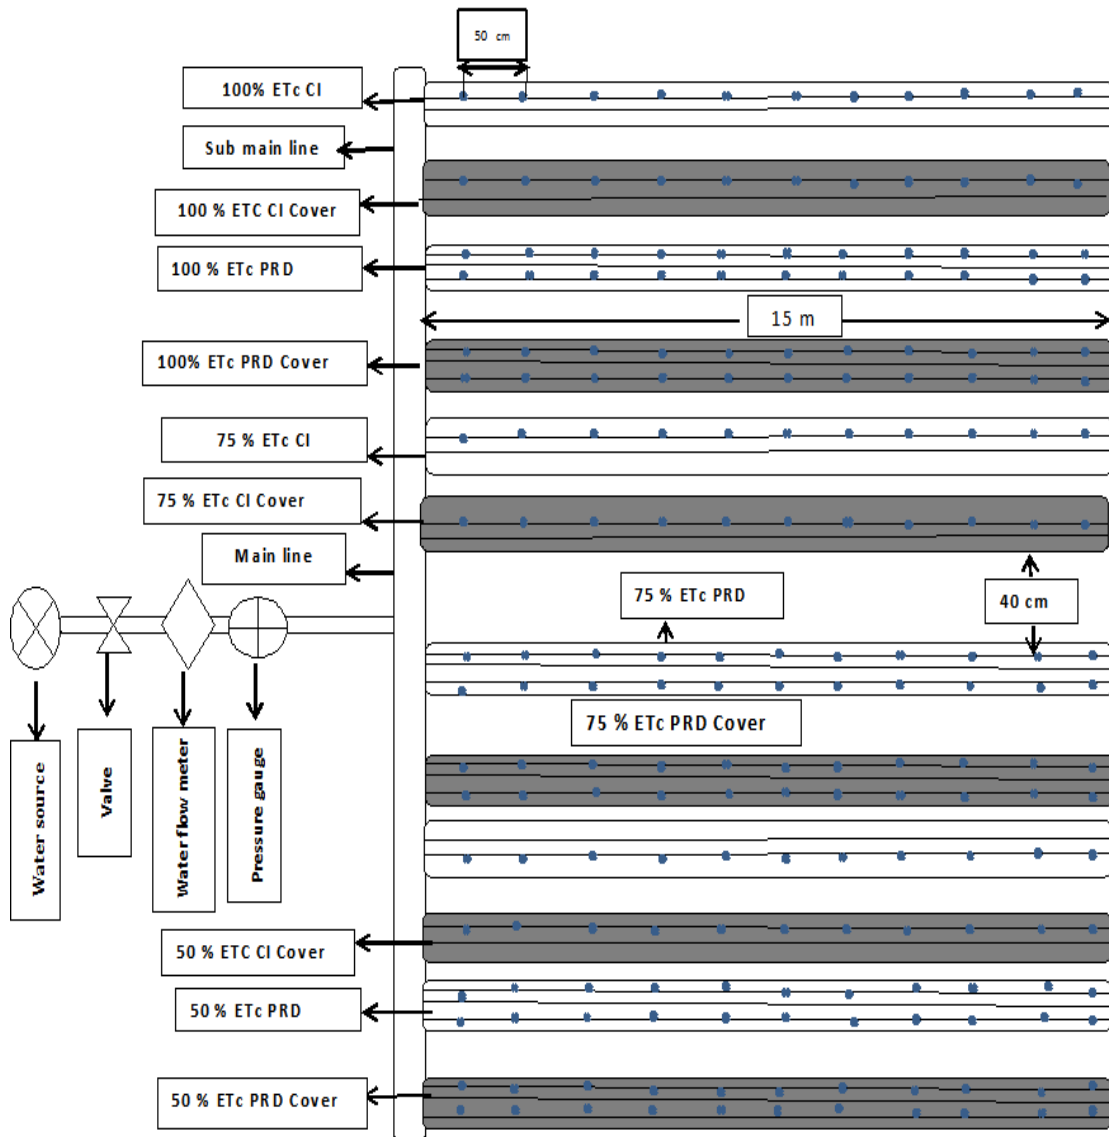 50 cm
100% ETc CI
Sub main line
100 % ETC CI Cover
100 % ETc PRD
15 m
100% ETc PRD Cover
75 % ETc CI
75 % ETc CI Cover
Main line
75 % ETc PRD
40 cm
75 % ETc PRD Cover
Water source
Valve
Water flow meter
Pressure gauge
50 % ETC CI Cover
50 % ETc PRD
50 % ETc PRD Cover